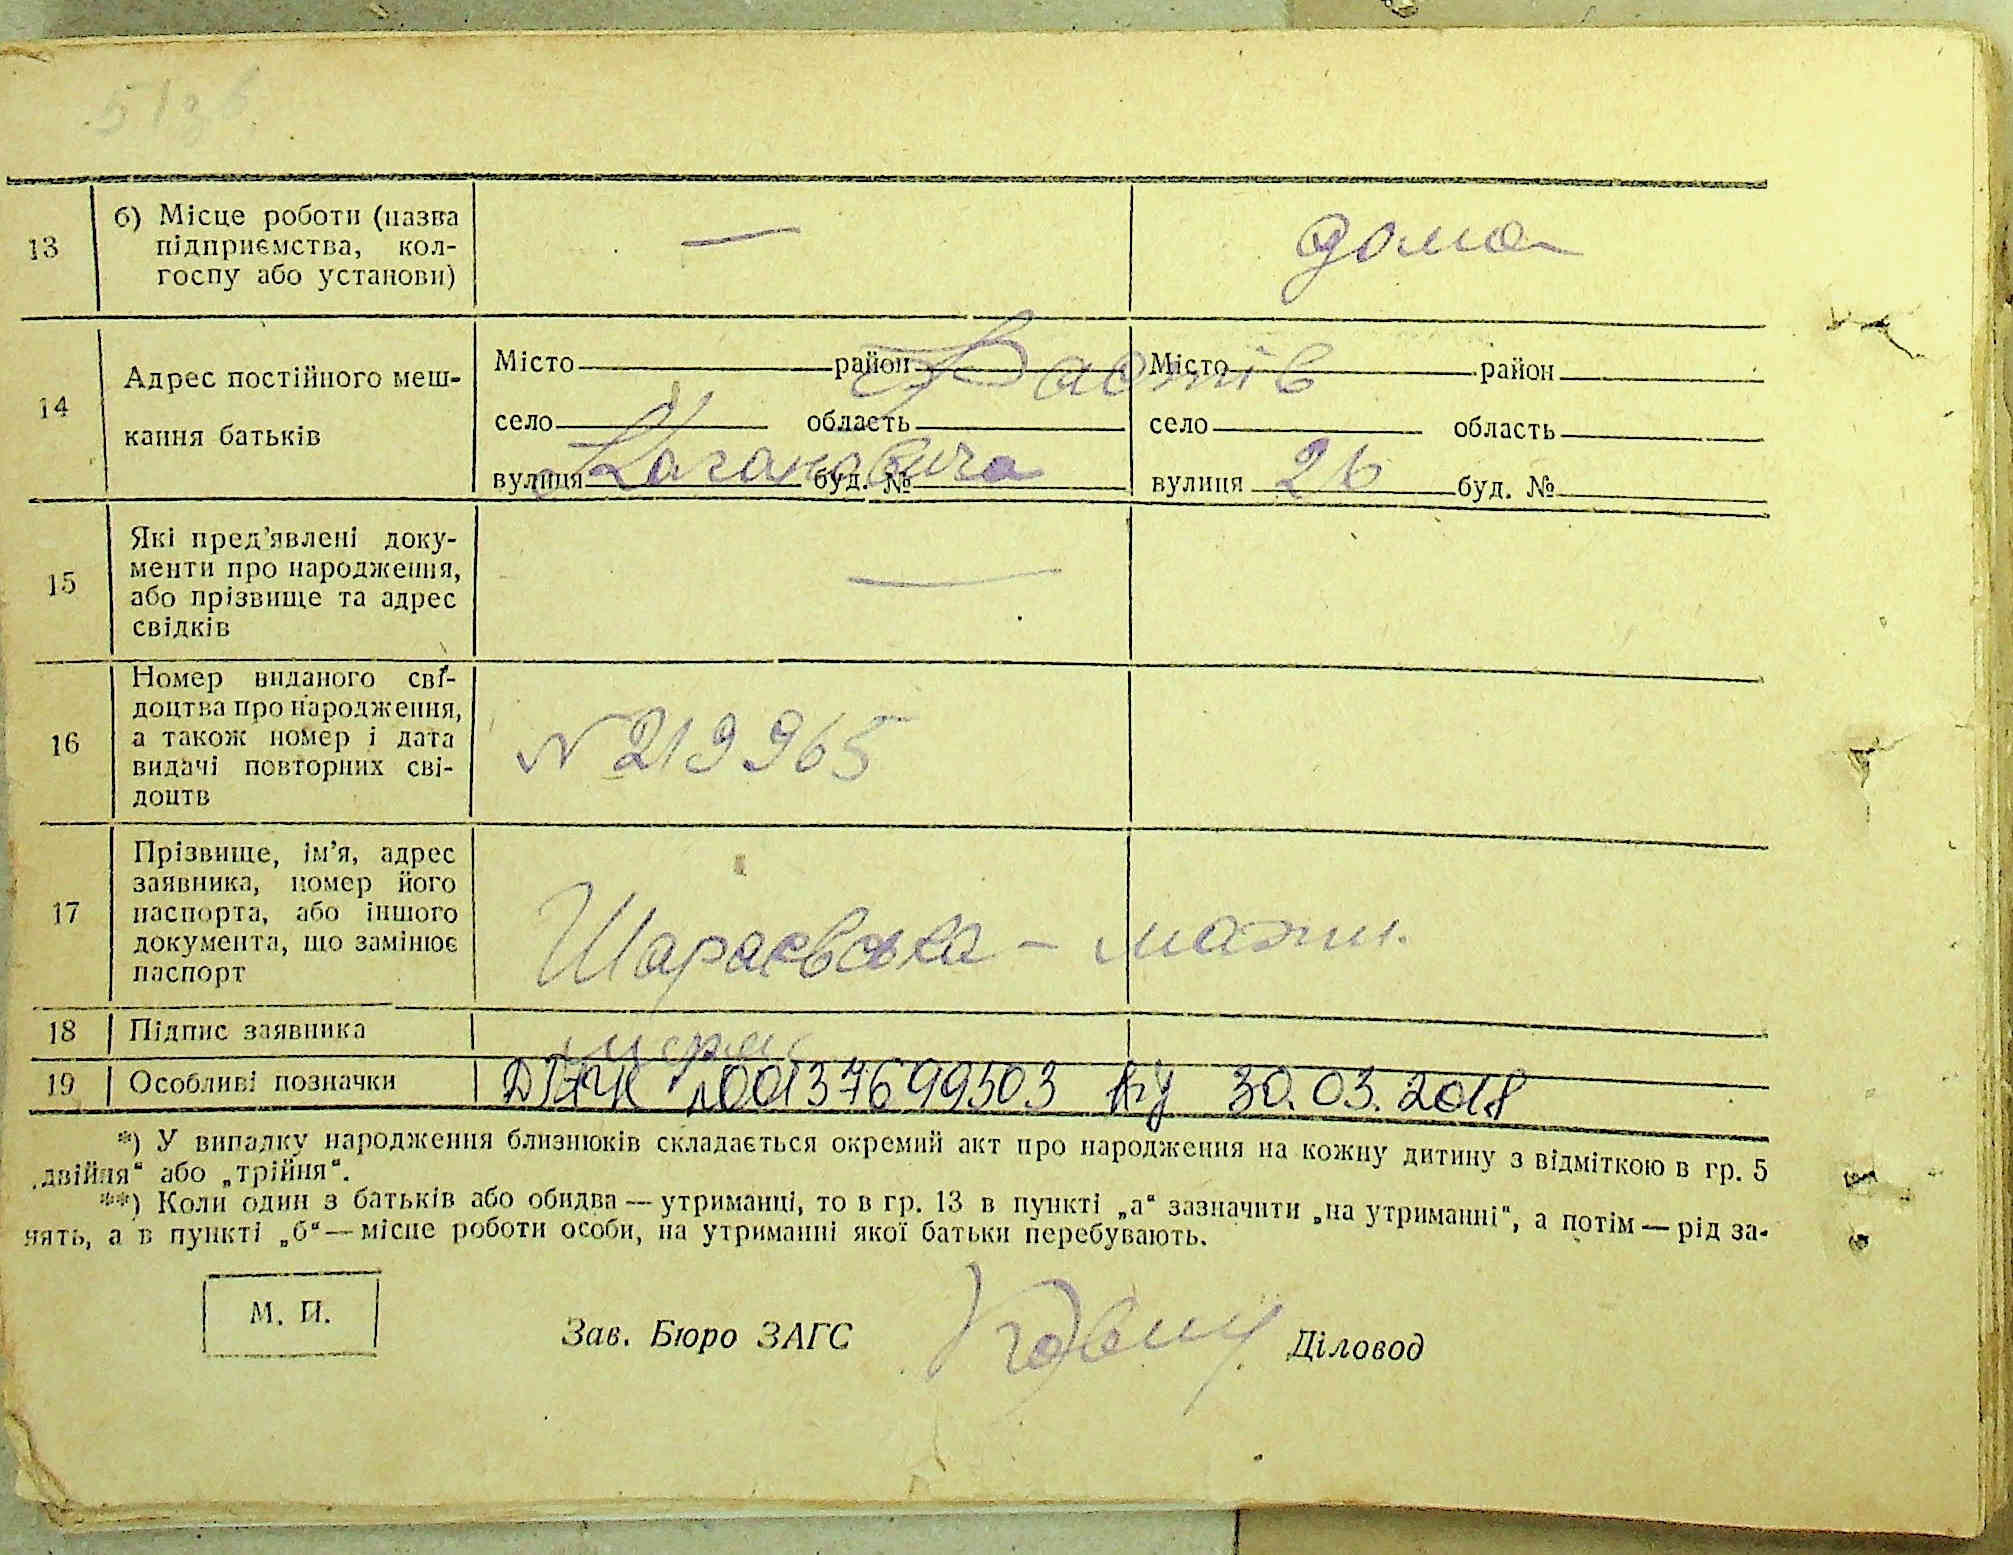 13
б) Місце роботи (назва
підприємства, кол-
госпу або установи)
—
дома
14
Адрес постійного меш-
кання батьків
Місто район
село область
вулиця буд. №
Місто район
село область
вулиця буд. №
Фастів
Кагановича 26
15
Які пред’явлені доку-
менти про народження,
або прізвище та адрес
свідків
—
16
Номер виданого сві-
доцтва про народження,
а також номер і дата
видачі повторних сві-
доцтв
N 219965
17
Прізвище, ім’я, адрес
заявника, номер його
паспорта, або іншого
документа, що замінює
паспорт
Шараєвська — мати.
18
Підпис заявника
19
Особливі позначки
00137699503 30.03.2018
*) У випадку народження близнюків складається окремий акт про народження на кожну дитину з відміткою в гр. 5
„двійня“ або „трійня“.
**) Коли один з батьків або обидва — утриманці, то в гр. 13 в пункті „а“ зазначити „на утриманні“, а потім — рід за-
нять, а в пункті „б“ — місце роботи особи, на утриманні якої батьки перебувають.
М. П.
Зав. Бюро ЗАГС
Діловод